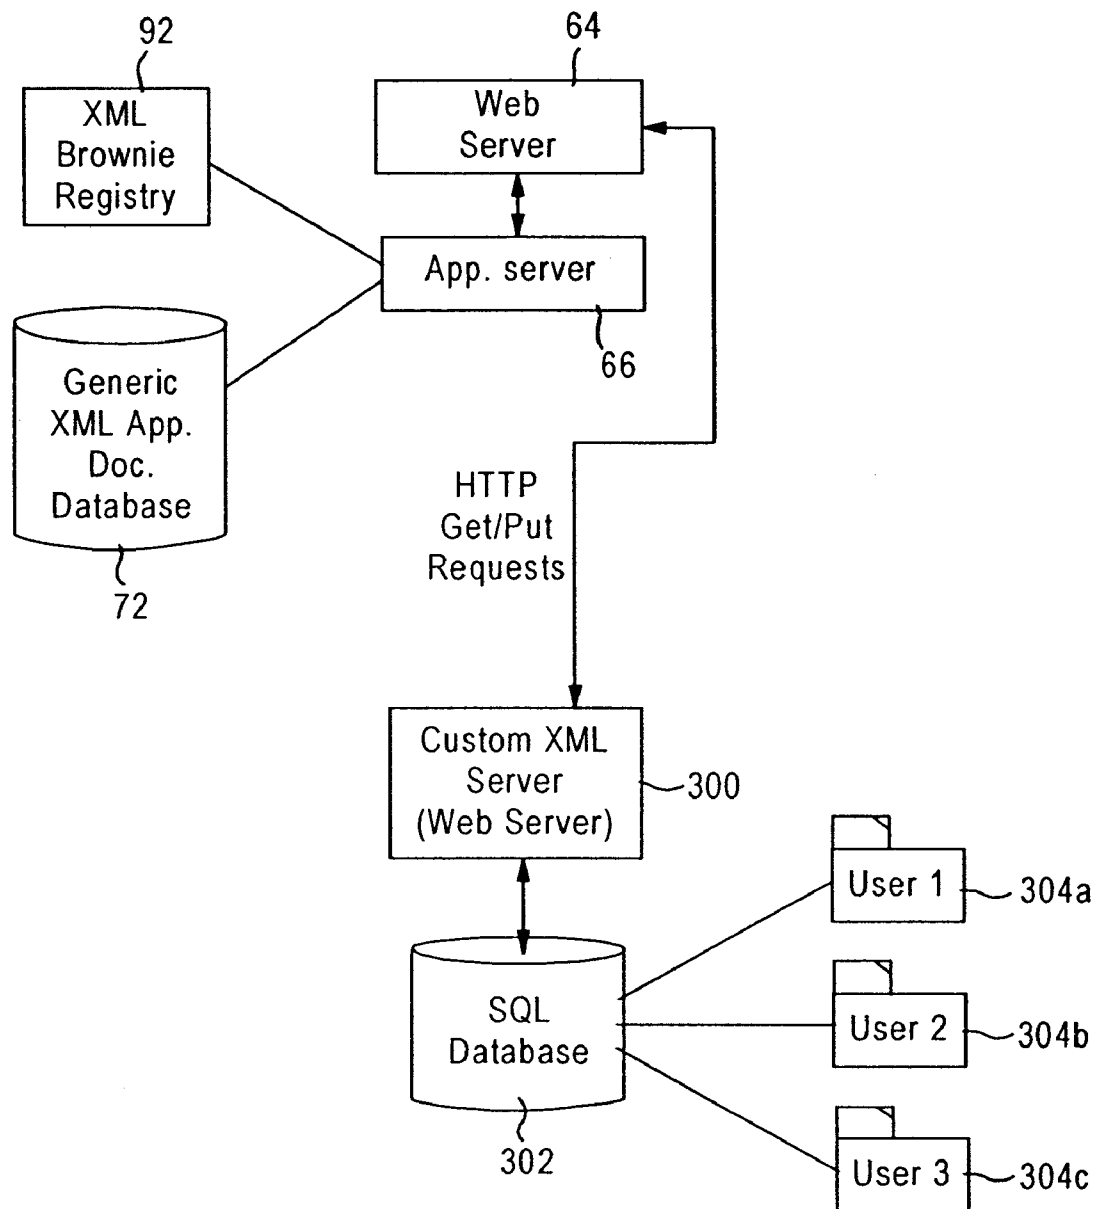 92
XML
Brownie
Registry
64
Web
Server
App. server
66
Generic
XML App.
Doc.
Database
72
HTTP
Get/Put
Requests
Custom XML
Server
(Web Server)
300
SQL
Database
302
User 1
304a
User 2
304b
User 3
304c